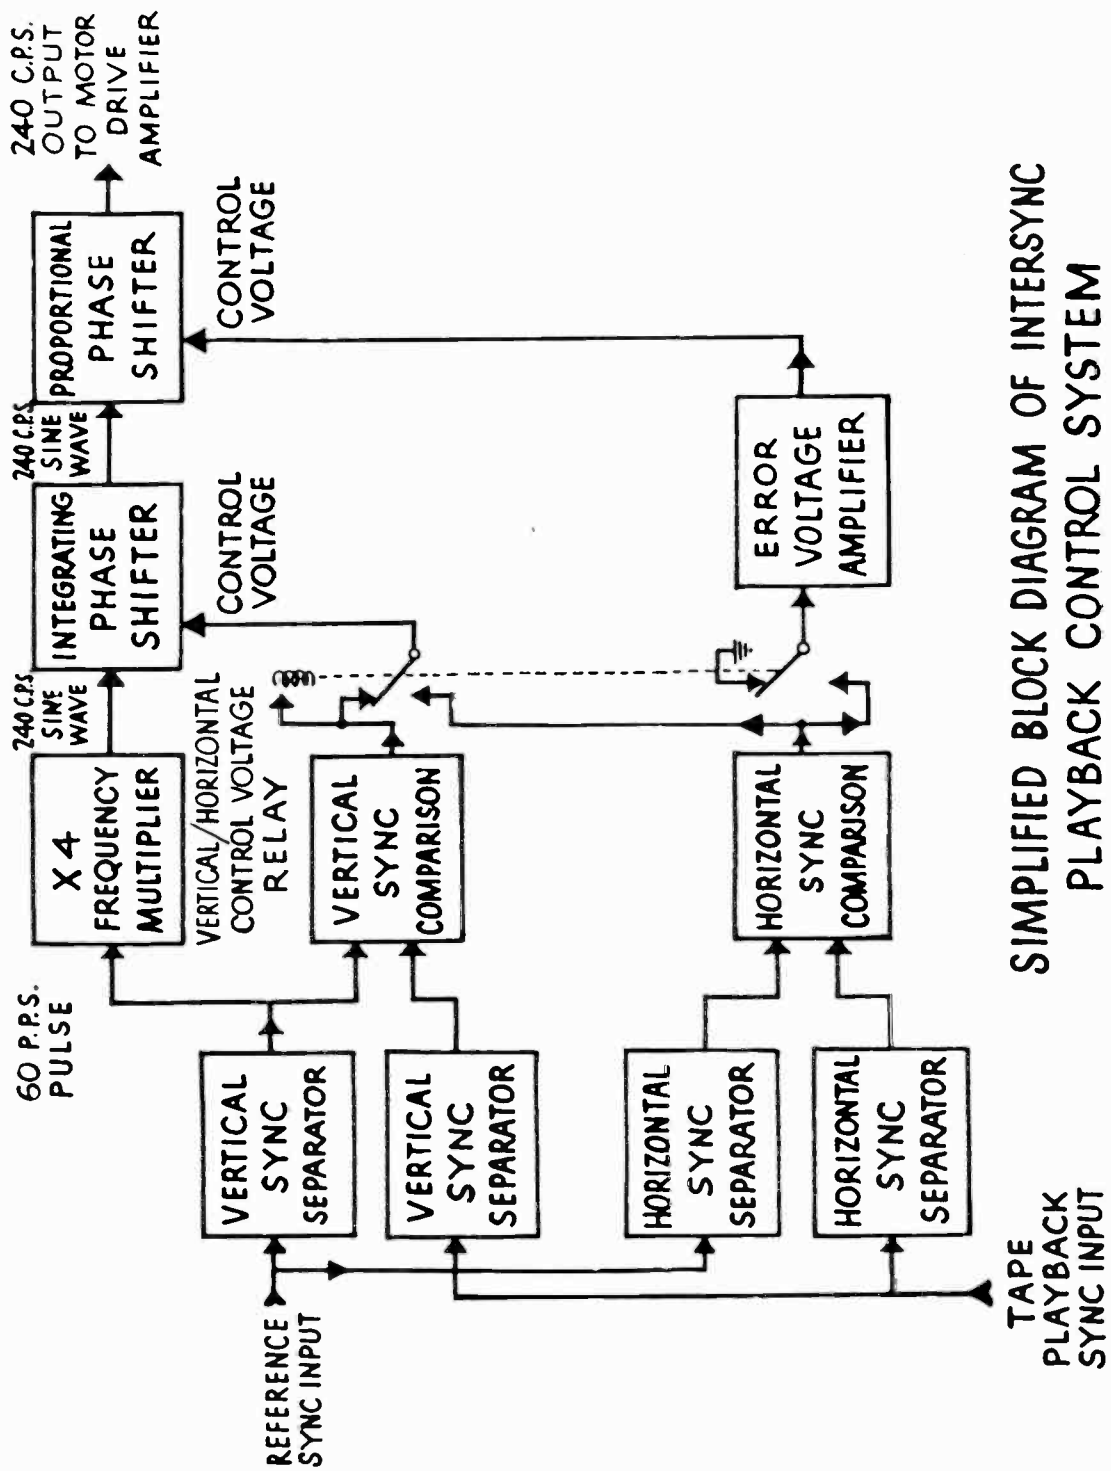 60 P.P.S.
PULSE
X 4
FREQUENCY
MULTIPLIER
240 C.P.S.
SINE
WAVE
INTEGRATING
PHASE
SHIFTER
240 C.P.S.
SINE
WAVE
PROPORTIONAL
PHASE
SHIFTER
240 C.P.S.
OUTPUT
TO MOTOR
DRIVE
AMPLIFIER
VERTICAL/HORIZONTAL
CONTROL VOLTAGE
RELAY
CONTROL
VOLTAGE
CONTROL
VOLTAGE
REFERENCE
SYNC INPUT
VERTICAL
SYNC
SEPARATOR
VERTICAL
SYNC
COMPARISON
VERTICAL
SYNC
SEPARATOR
HORIZONTAL
SYNC
SEPARATOR
HORIZONTAL
SYNC
COMPARISON
ERROR
VOLTAGE
AMPLIFIER
HORIZONTAL
SYNC
SEPARATOR
TAPE
PLAYBACK
SYNC INPUT
SIMPLIFIED BLOCK DIAGRAM OF INTERSYNC
PLAYBACK CONTROL SYSTEM